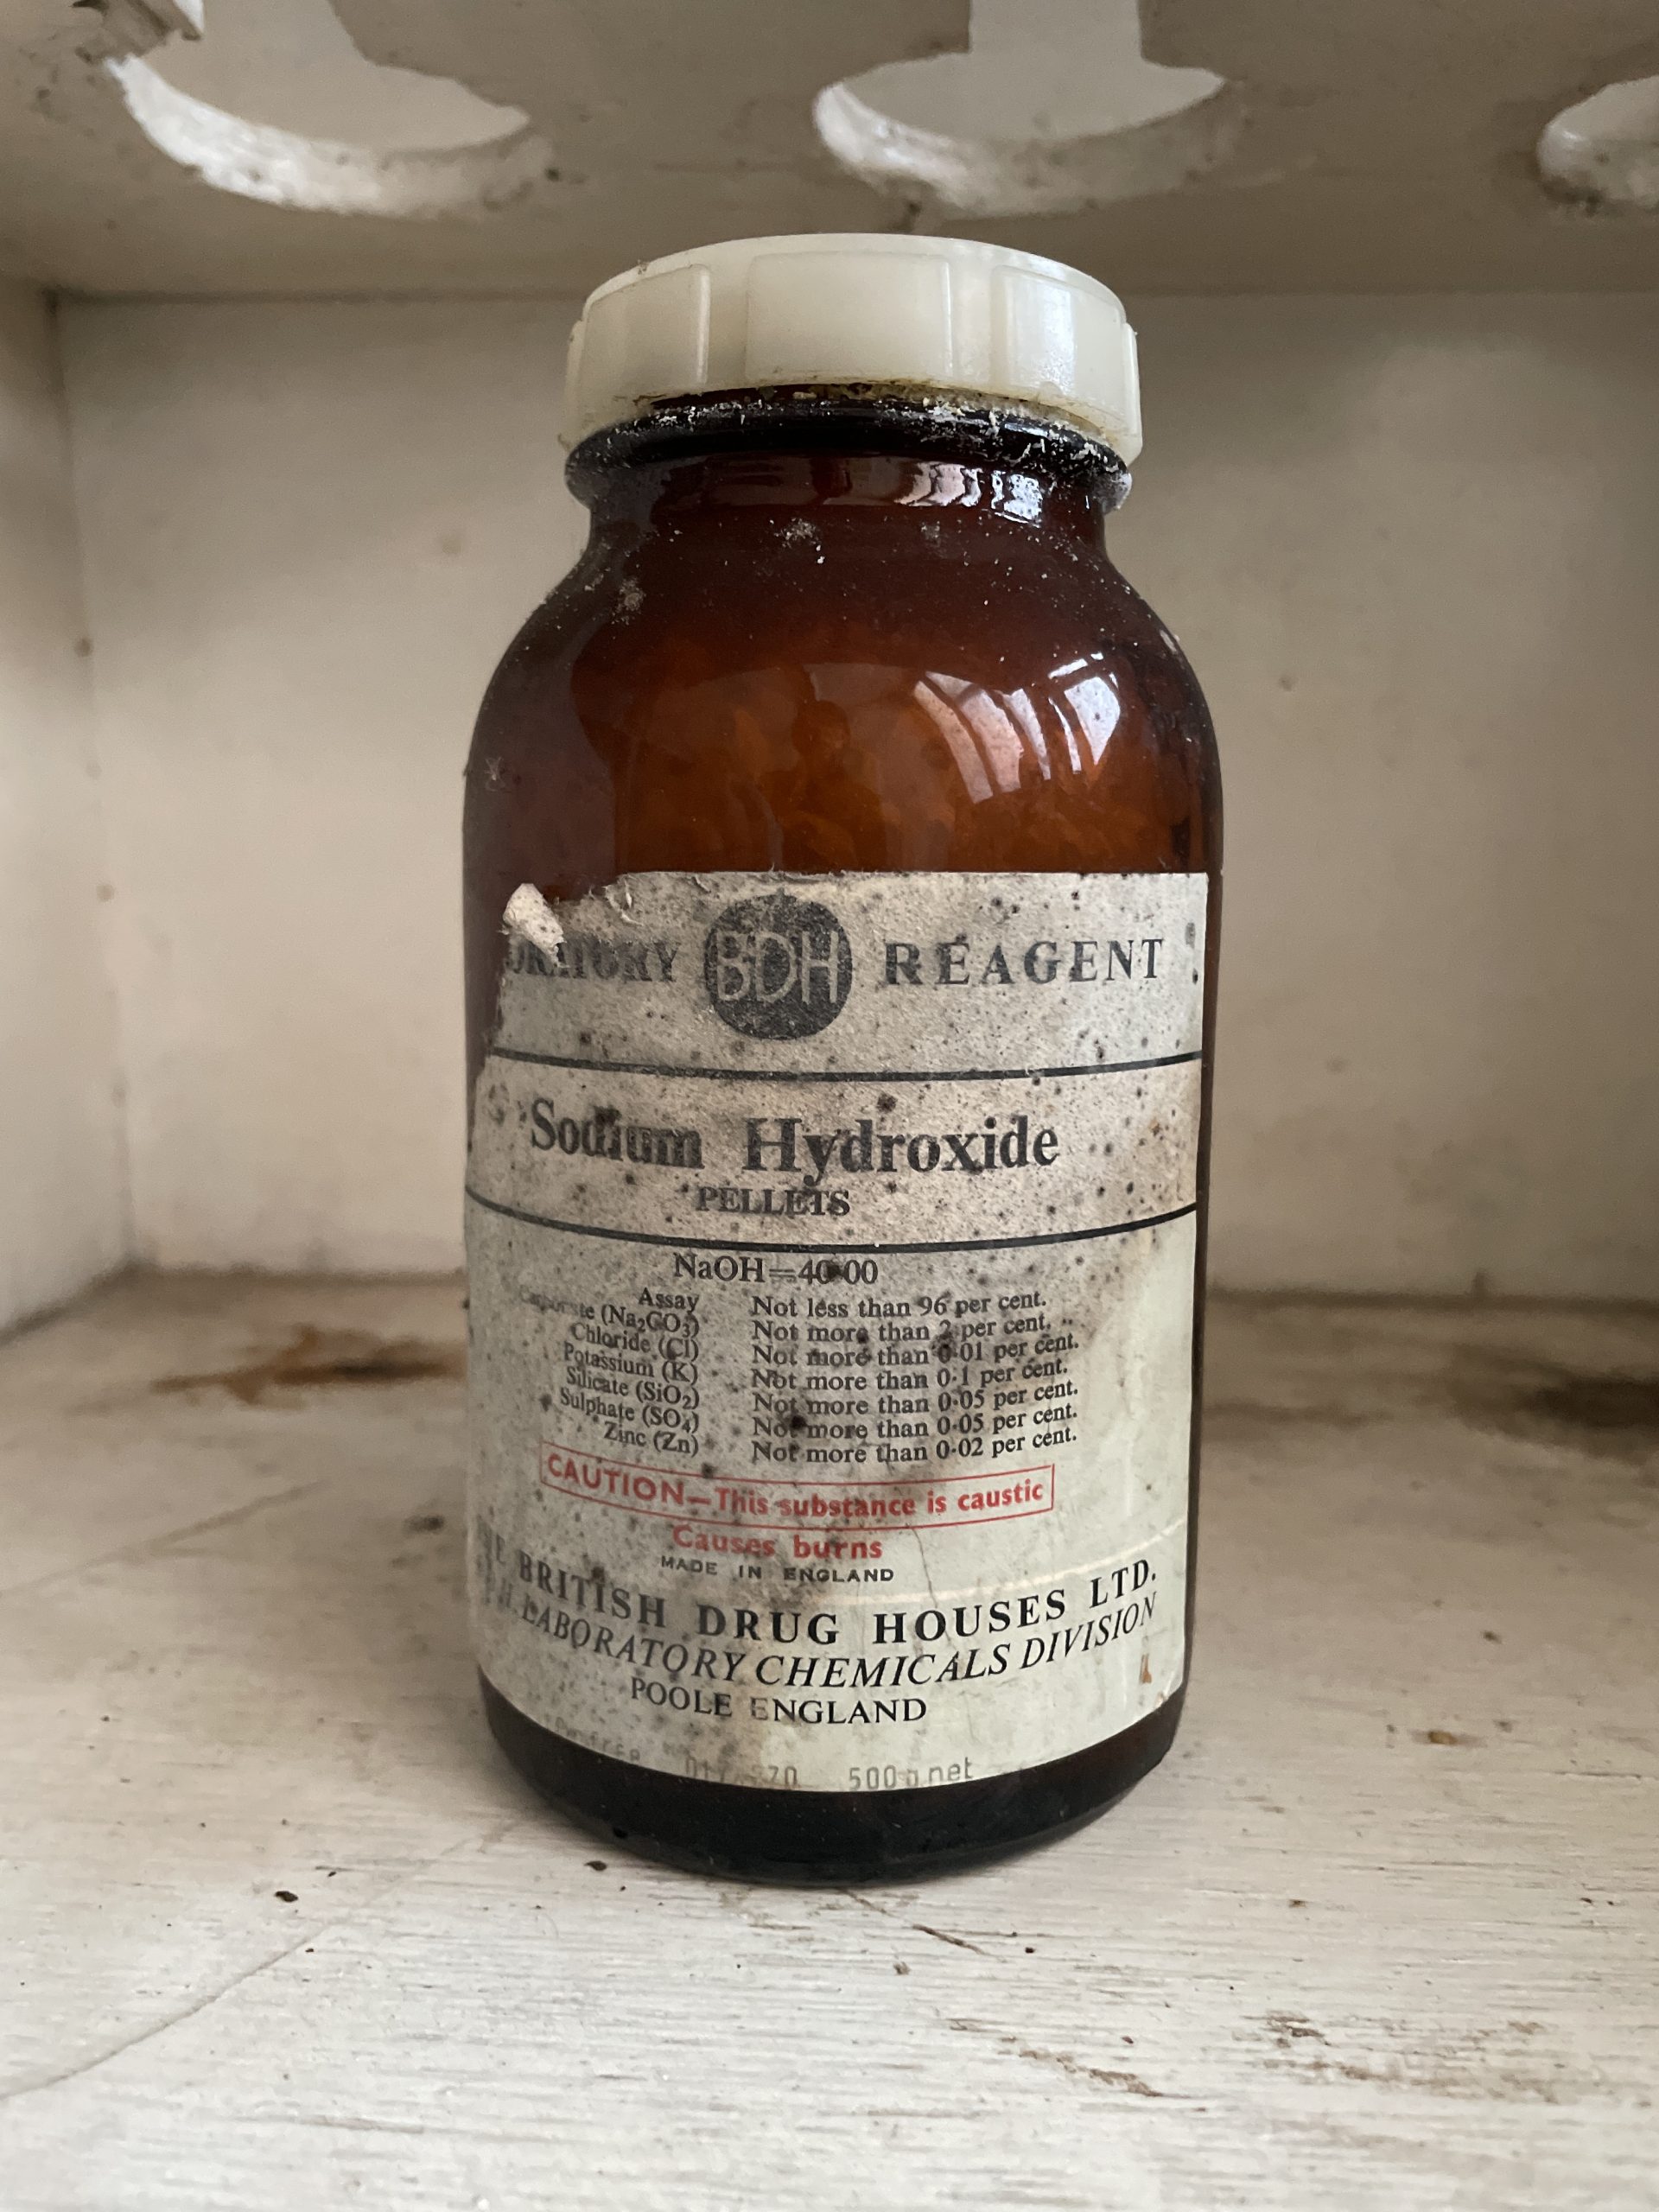 ORATORY BDH REAGENT
Sodium Hydroxide
PELLETS
NaOH=40·00
Assay Not less than 96 per cent.
Carbonate (Na₂CO₃) Not more than 2 per cent.
Chloride (Cl) Not more than 0·01 per cent.
Potassium (K) Not more than 0·1 per cent.
Silicate (SiO₂) Not more than 0·05 per cent.
Sulphate (SO₄) Not more than 0·05 per cent.
Zinc (Zn) Not more than 0·02 per cent.
CAUTION—This substance is caustic
Causes burns
MADE IN ENGLAND
BRITISH DRUG HOUSES LTD.
LABORATORY CHEMICALS DIVISION
POOLE ENGLAND
500g net